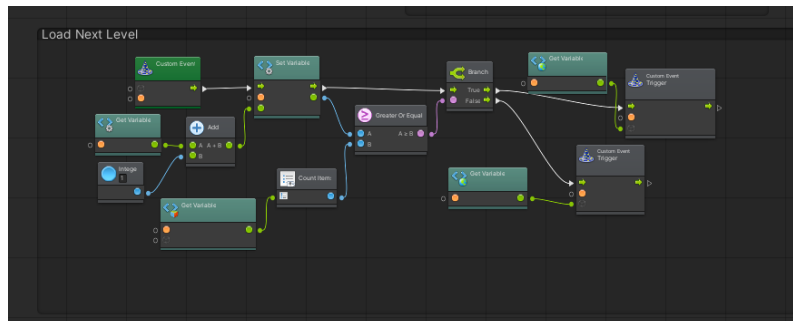 Load Next Level
Custom Event
Set Variable
Get Variable
Add
A A + B
B
Intege
1
Get Variable
Count Item
Greater Or Equal
A A ≥ B
B
Branch
True
False
Get Variable
Custom Event
Trigger
Get Variable
Custom Event
Trigger